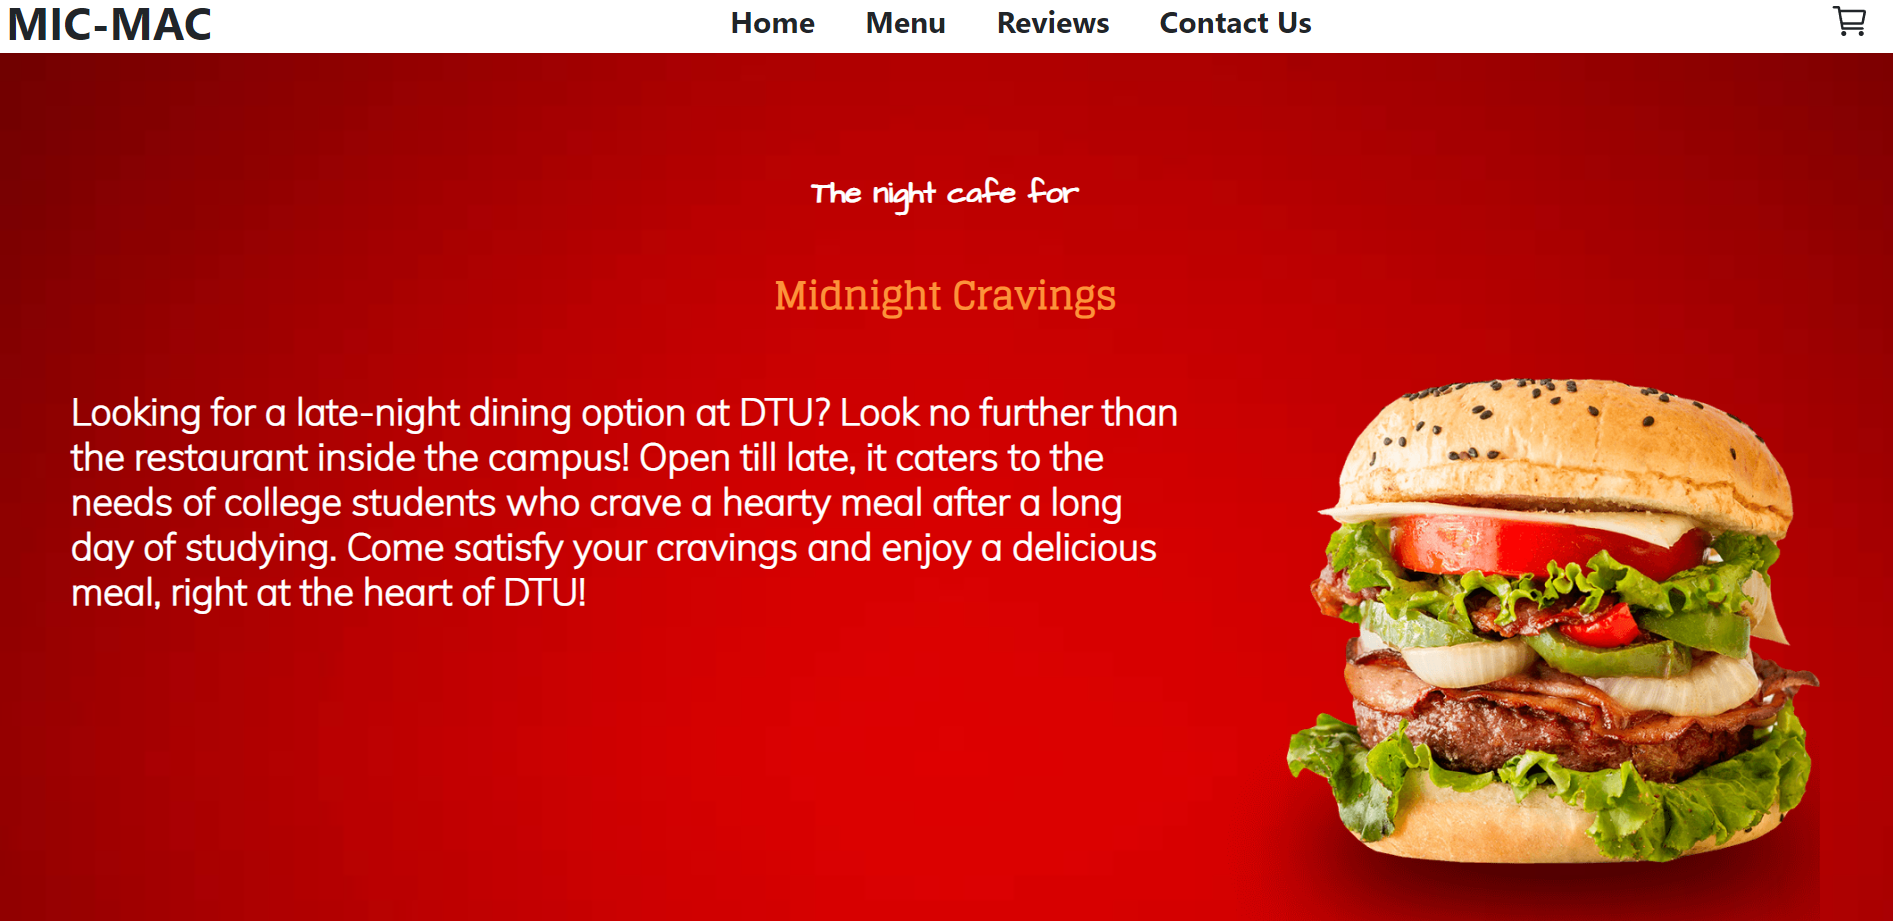 MIC-MAC
Home Menu Reviews Contact Us
The night cafe for
Midnight Cravings
Looking for a late-night dining option at DTU? Look no further than
the restaurant inside the campus! Open till late, it caters to the
needs of college students who crave a hearty meal after a long
day of studying. Come satisfy your cravings and enjoy a delicious
meal, right at the heart of DTU!